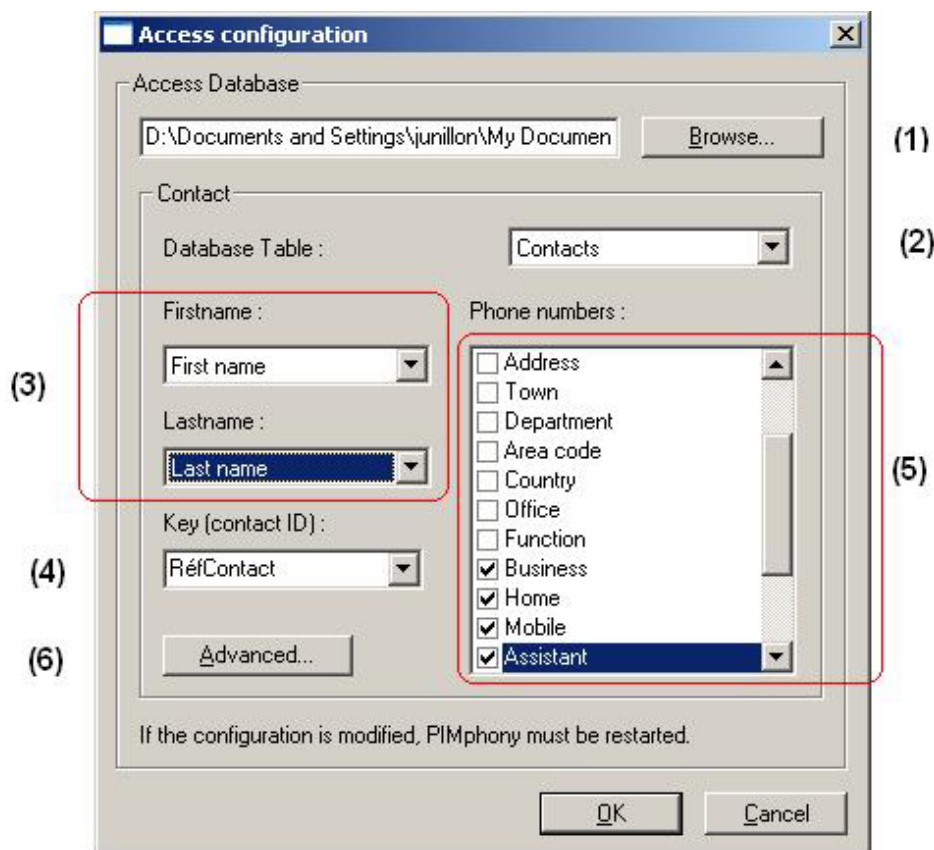 Access configuration
Access Database
D:\Documents and Settings\junillon\My Documen
Browse...
(1)
Contact
Database Table :
Contacts
(2)
Firstname :
Phone numbers :
(3)
First name
Lastname :
Last name
Address
Town
Department
Area code
Country
Office
Function
Business
Home
Mobile
Assistant
(5)
Key (contact ID) :
(4)
RéfContact
(6)
Advanced...
If the configuration is modified, PIMphony must be restarted.
OK
Cancel